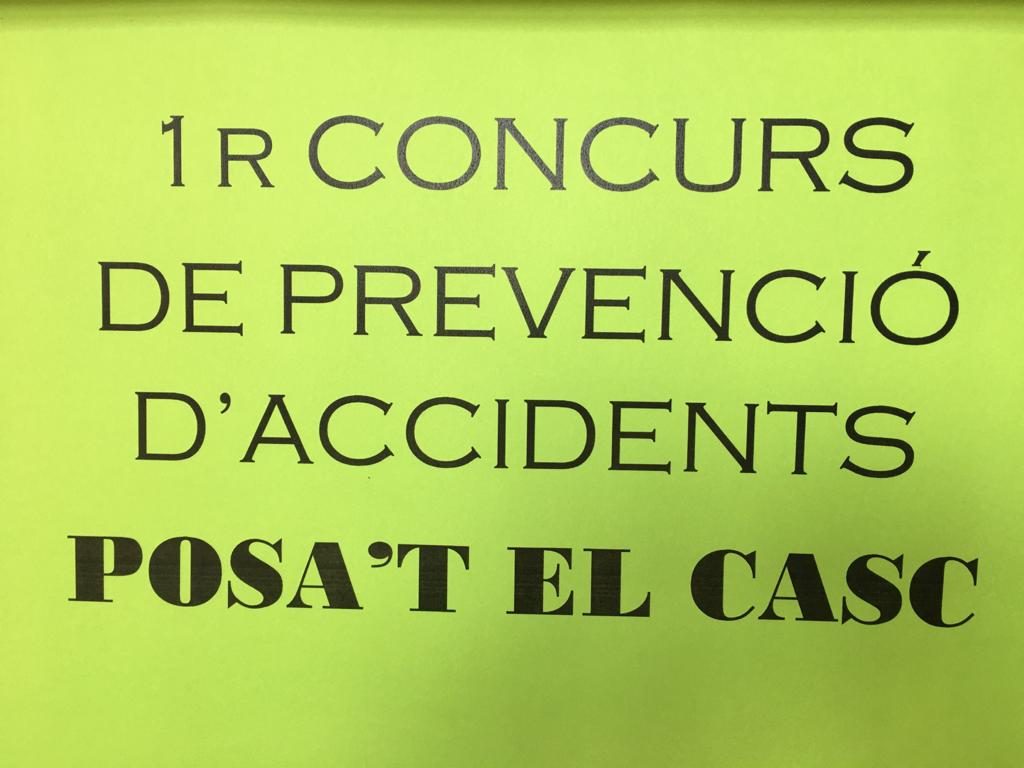 1R CONCURS
DE PREVENCIÓ
D'ACCIDENTS
POSA'T EL CASC